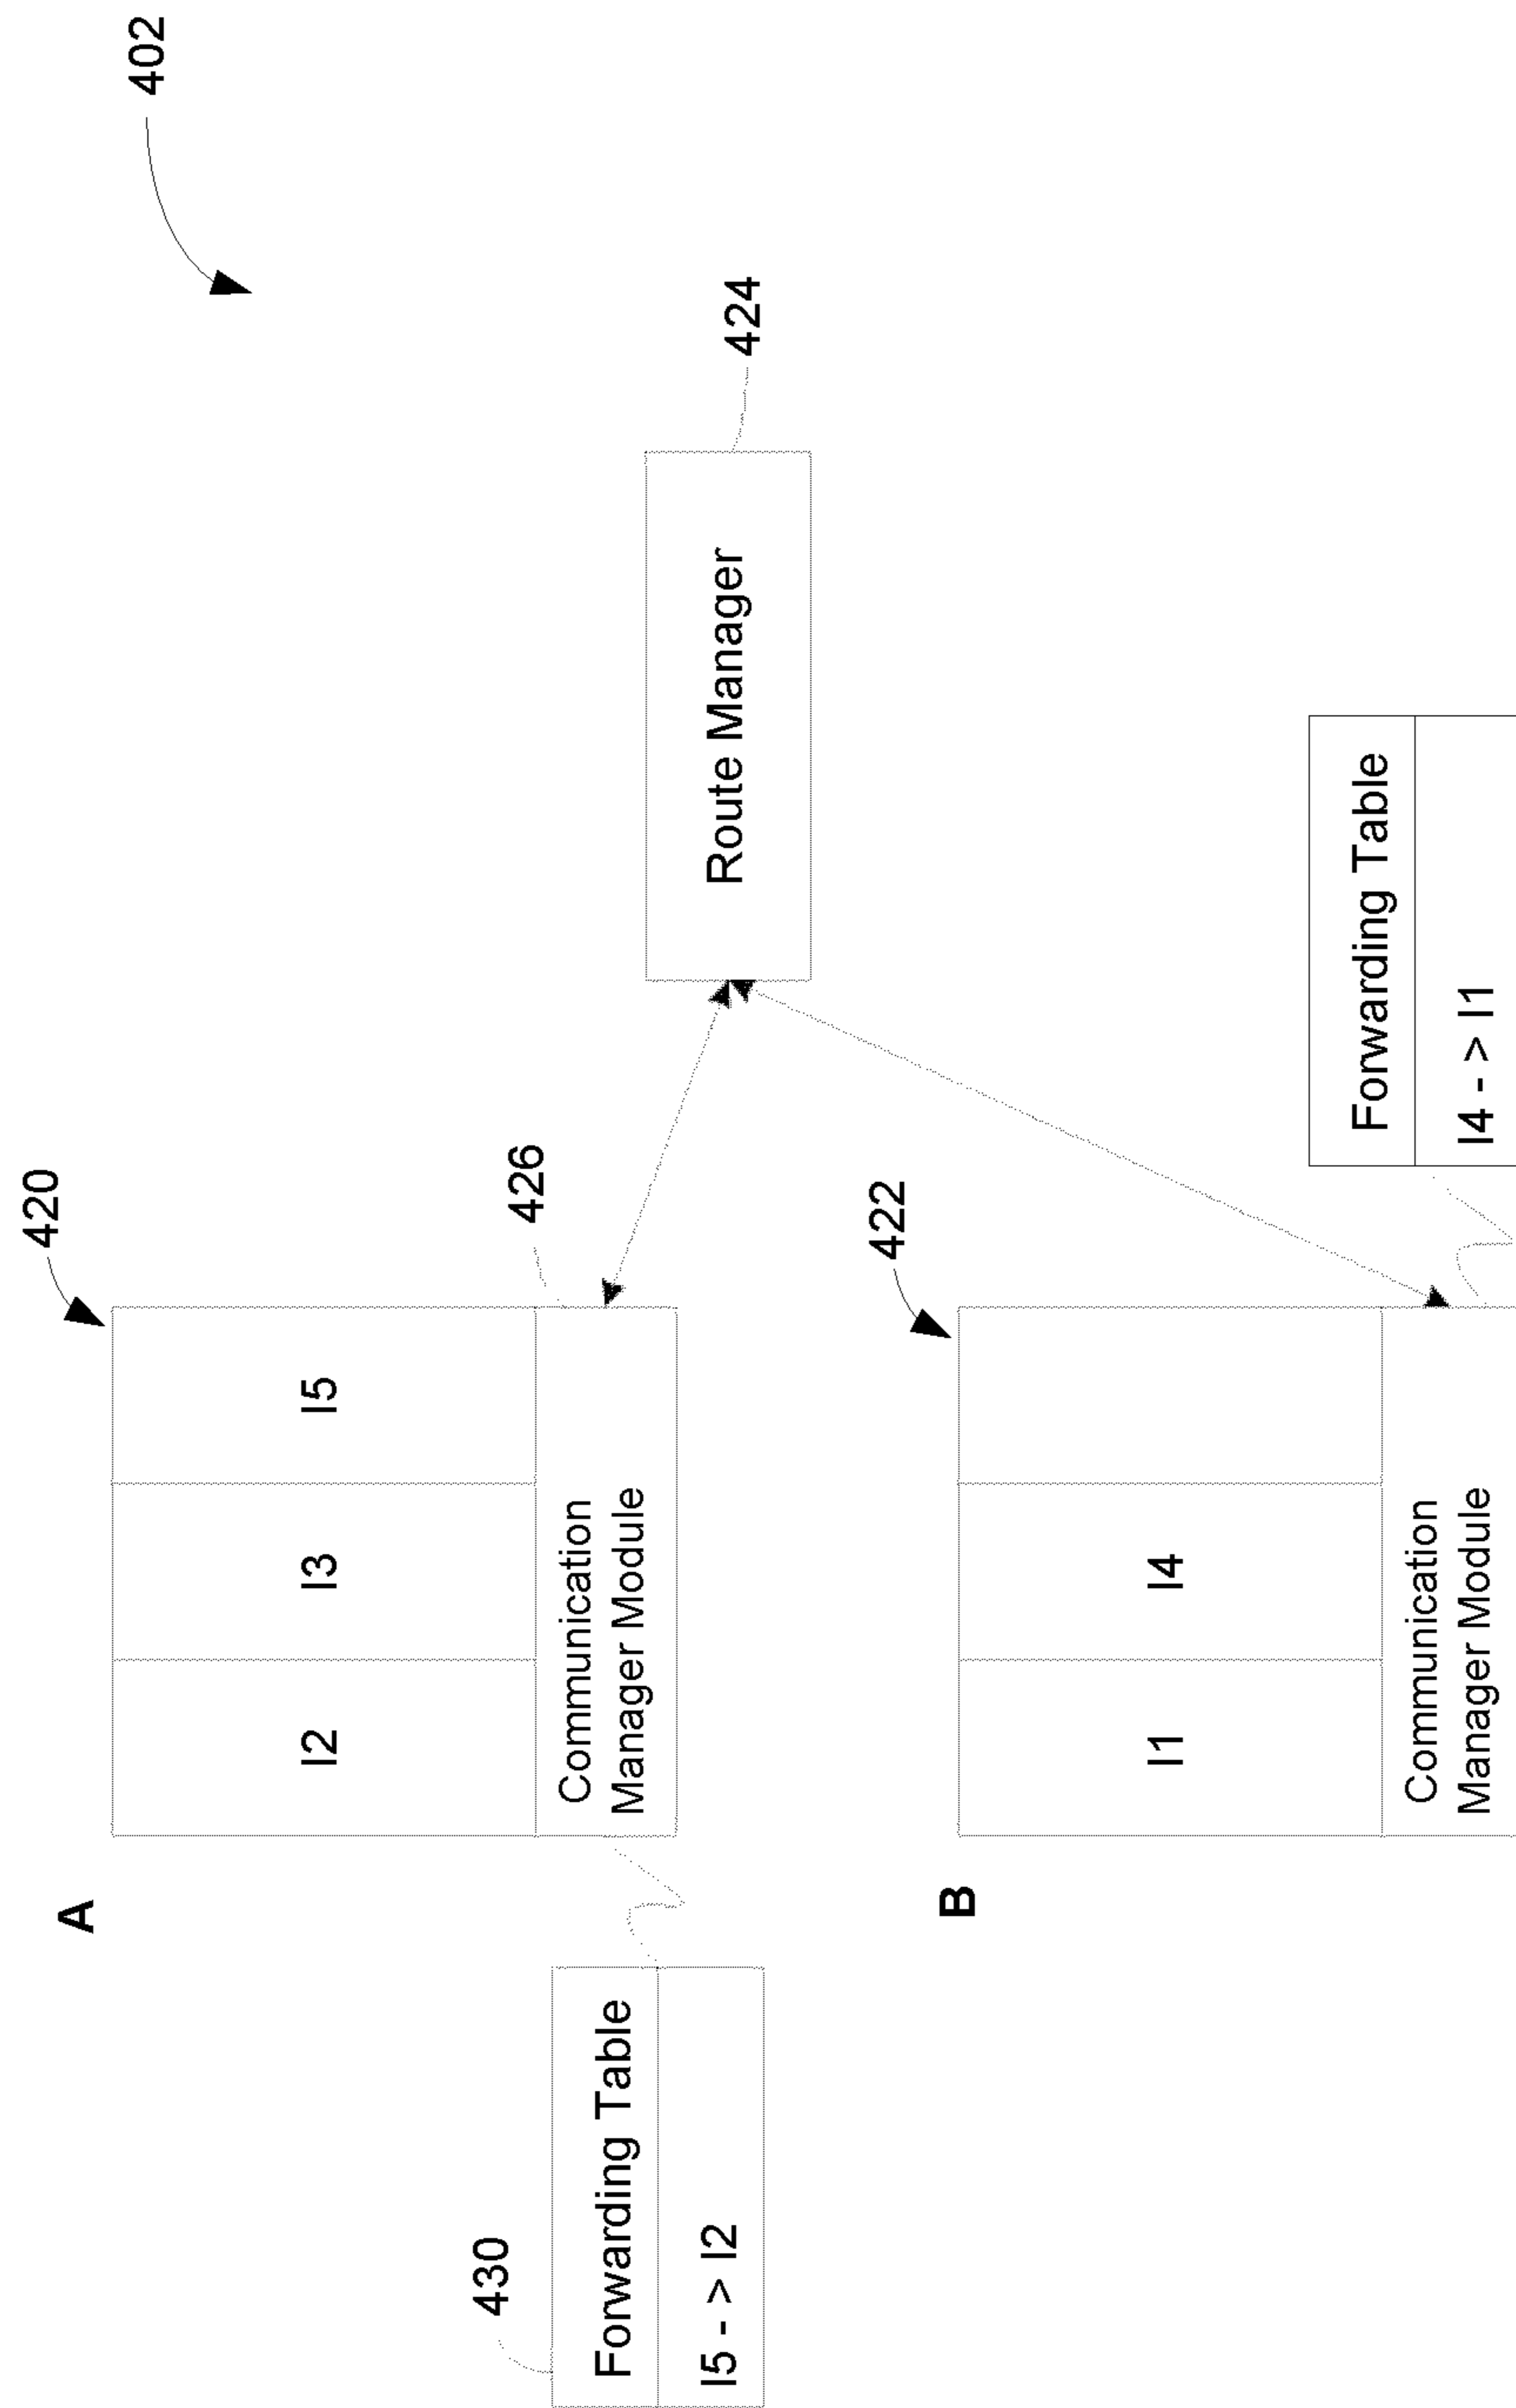 402
420
A
I2
I3
I5
426
Communication
Manager Module
430
Forwarding Table
I5 - > I2
Route Manager
424
422
B
I1
I4
Communication
Manager Module
Forwarding Table
I4 - > I1